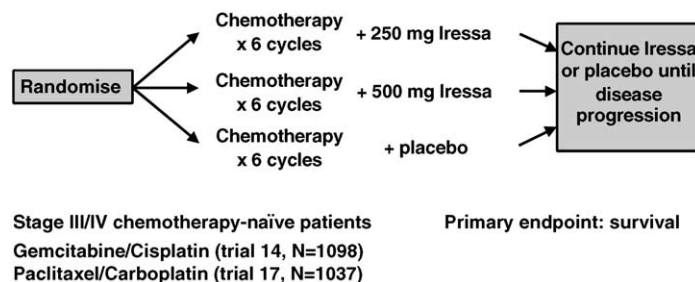 Chemotherapy
x 6 cycles
+ 250 mg Iressa
Randomise
Chemotherapy
x 6 cycles
+ 500 mg Iressa
Chemotherapy
x 6 cycles
+ placebo
Continue Iressa
or placebo until
disease
progression
Stage III/IV chemotherapy-naïve patients
Primary endpoint: survival
Gemcitabine/Cisplatin (trial 14, N=1098)
Paclitaxel/Carboplatin (trial 17, N=1037)